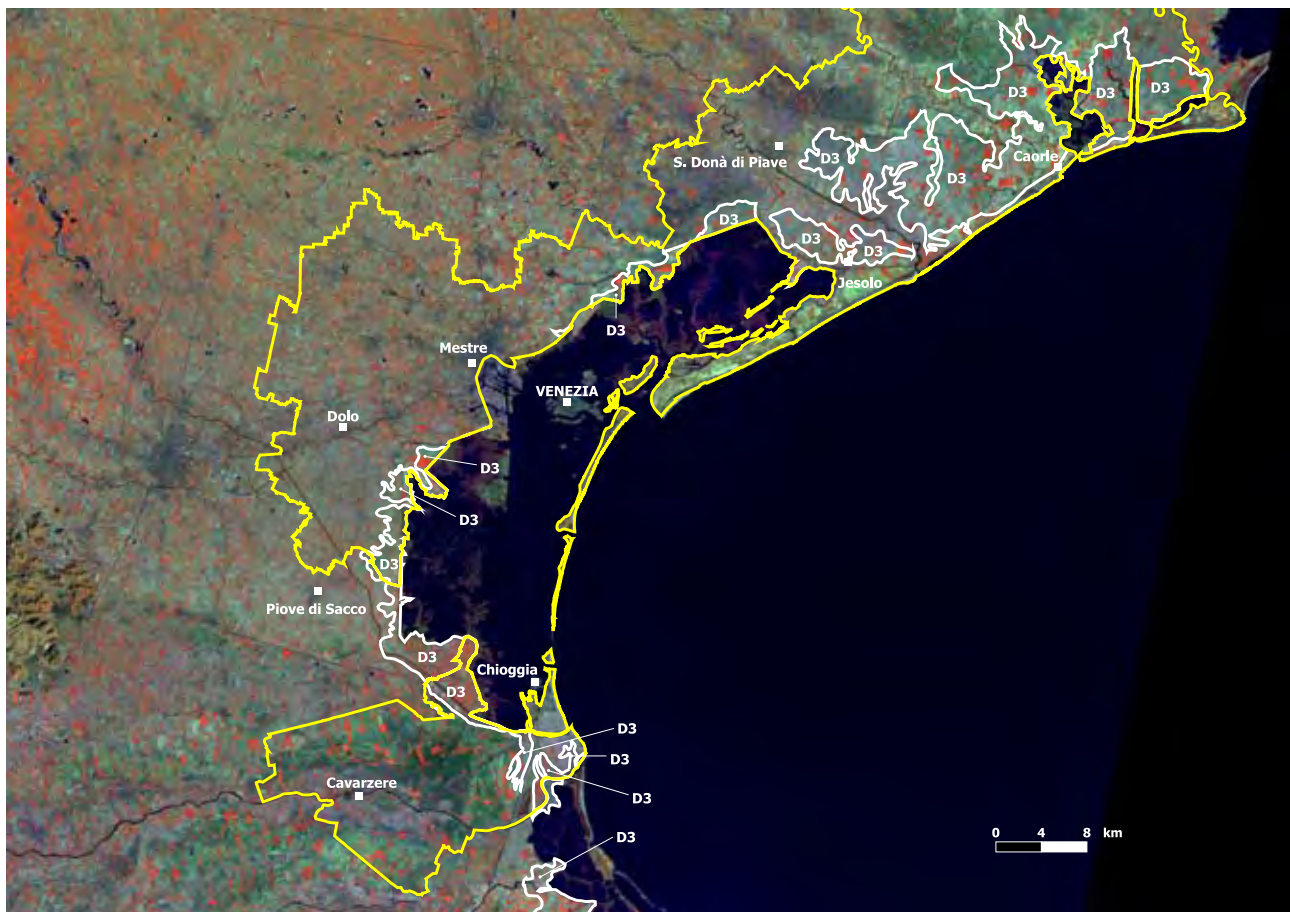 D3
D3
D3
S. Donà di Piave
D3
Caorle
D3
D3
D3
D3
Jesolo
D3
Mestre
VENEZIA
Dolo
D3
D3
D3
Piove di Sacco
D3
Chioggia
D3
D3
D3
Cavarzere
D3
D3
0 4 8 km